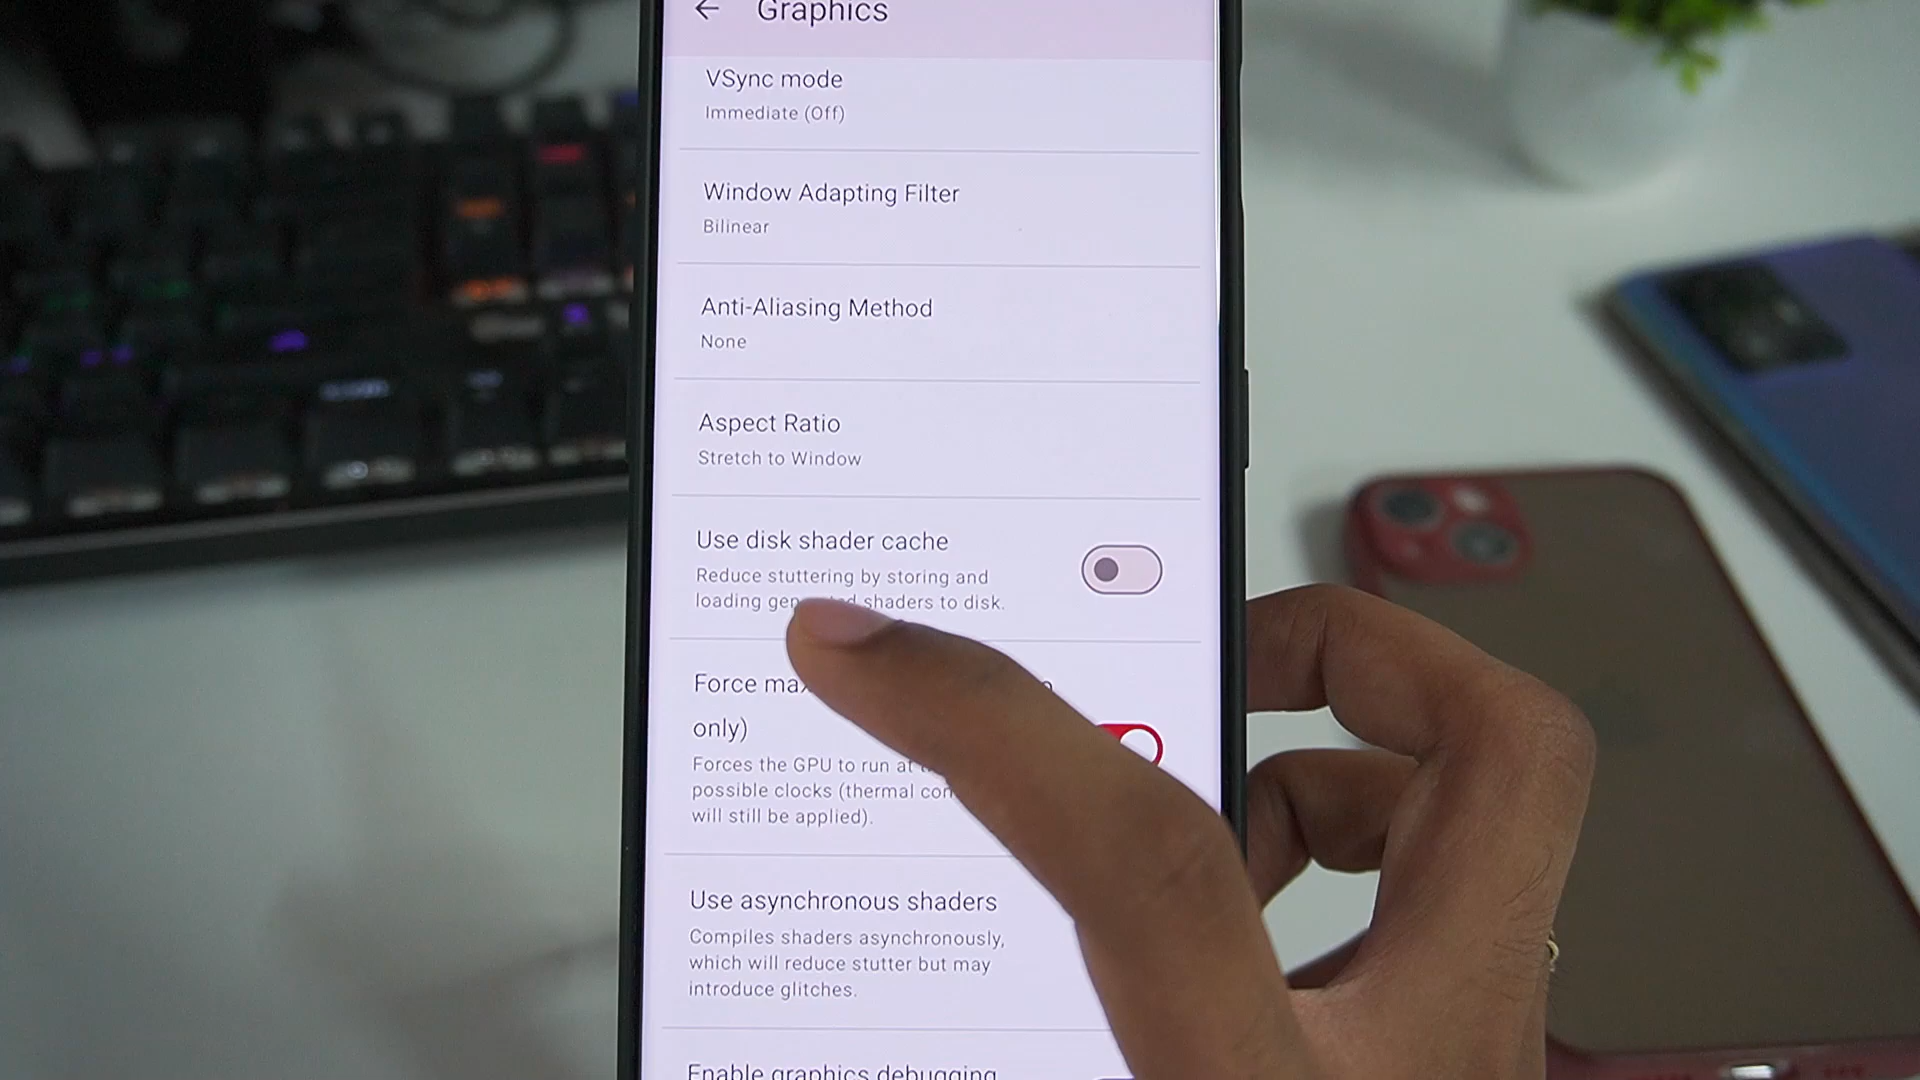 Graphics
VSync mode
Immediate (Off)
Window Adapting Filter
Bilinear
Anti-Aliasing Method
None
Aspect Ratio
Stretch to Window
Use disk shader cache
Reduce stuttering by storing and
loading shaders to disk.
Force
only)
Forces the GPU to run at
possible clocks (thermal
will still be applied).
Use asynchronous shaders
Compiles shaders asynchronously,
which will reduce stutter but may
introduce glitches.
Enable graphics debugging